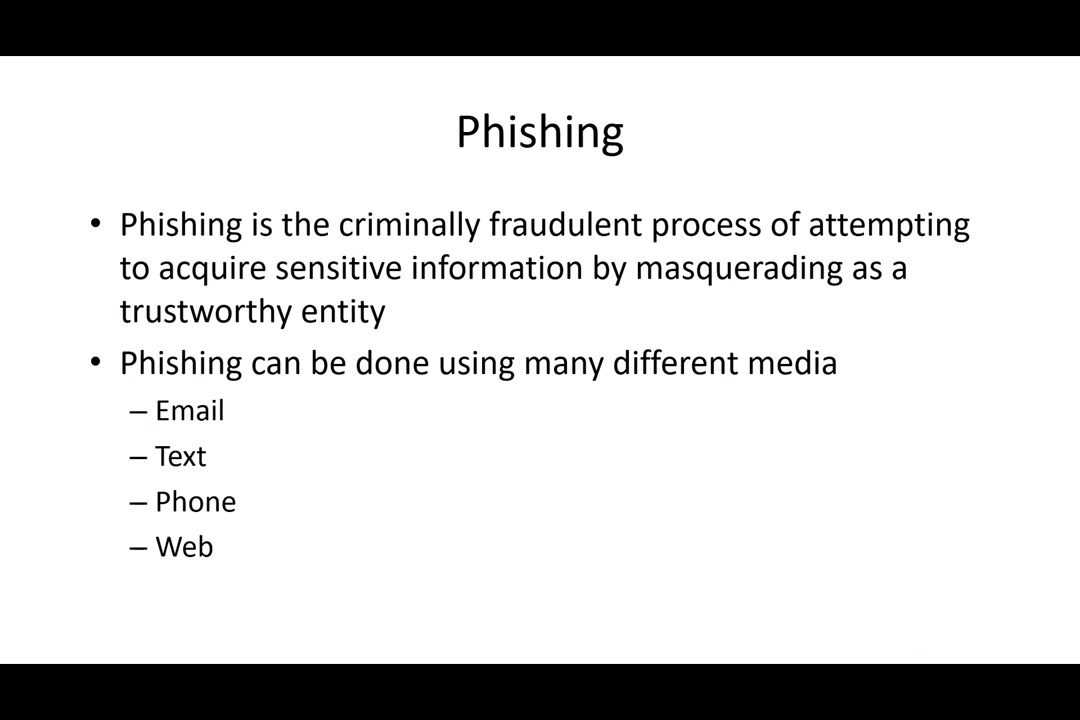 Phishing
• Phishing is the criminally fraudulent process of attempting
to acquire sensitive information by masquerading as a
trustworthy entity
• Phishing can be done using many different media
– Email
– Text
– Phone
– Web